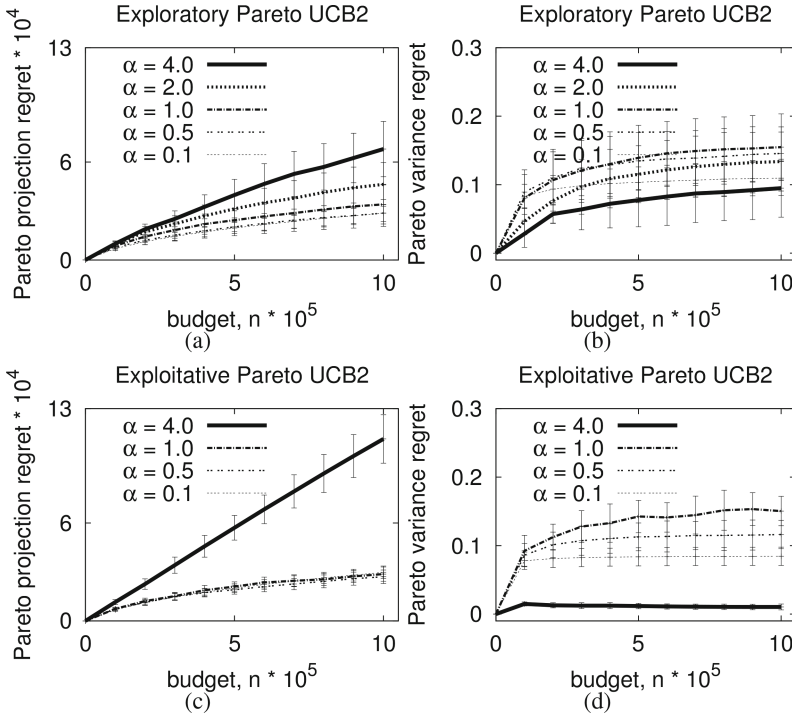 Exploratory Pareto UCB2
Pareto projection regret * 10^4
13
6
0
α = 4.0
α = 2.0
α = 1.0
α = 0.5
α = 0.1
0 5 10
budget, n * 10^5
(a)
Exploratory Pareto UCB2
Pareto variance regret
0.3
0.2
0.1
0
α = 4.0
α = 2.0
α = 1.0
α = 0.5
α = 0.1
0 5 10
budget, n * 10^5
(b)
Exploitative Pareto UCB2
Pareto projection regret * 10^4
13
6
0
α = 4.0
α = 1.0
α = 0.5
α = 0.1
0 5 10
budget, n * 10^5
(c)
Exploitative Pareto UCB2
Pareto variance regret
0.3
0.2
0.1
0
α = 4.0
α = 1.0
α = 0.5
α = 0.1
0 5 10
budget, n * 10^5
(d)